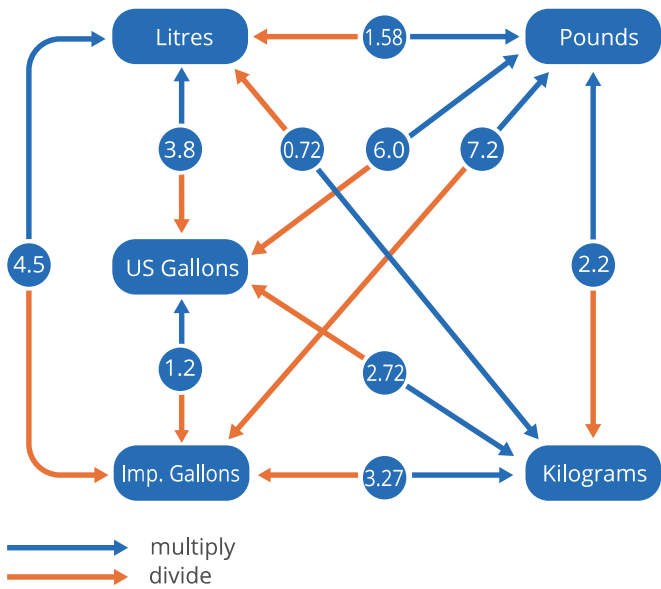 Litres
1.58
Pounds
3.8
0.72
6.0
7.2
4.5
US Gallons
2.2
1.2
2.72
Imp. Gallons
3.27
Kilograms
multiply
divide